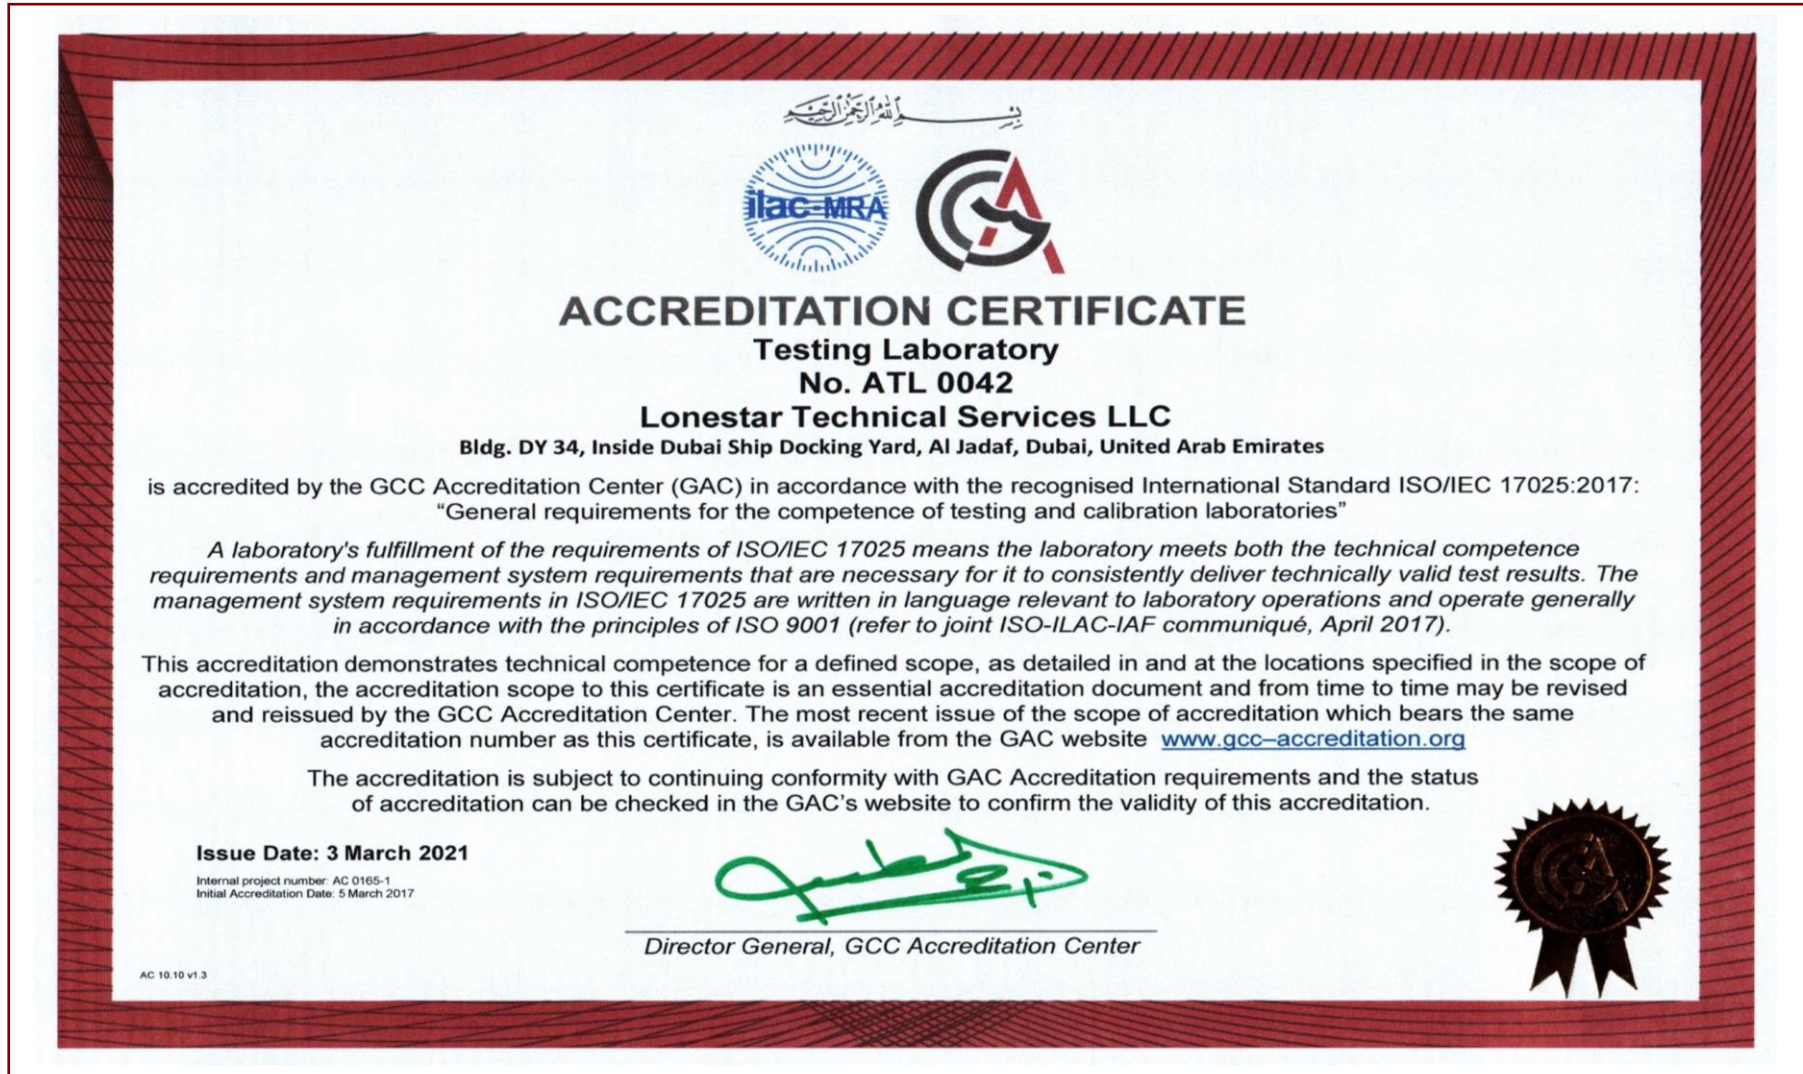 بِسْمِ اللَّهِ الرَّحْمَٰنِ الرَّحِيمِ
ilac-MRA
ACCREDITATION CERTIFICATE
Testing Laboratory
No. ATL 0042
Lonestar Technical Services LLC
Bldg. DY 34, Inside Dubai Ship Docking Yard, Al Jadaf, Dubai, United Arab Emirates
is accredited by the GCC Accreditation Center (GAC) in accordance with the recognised International Standard ISO/IEC 17025:2017:
“General requirements for the competence of testing and calibration laboratories”
A laboratory's fulfillment of the requirements of ISO/IEC 17025 means the laboratory meets both the technical competence
requirements and management system requirements that are necessary for it to consistently deliver technically valid test results. The
management system requirements in ISO/IEC 17025 are written in language relevant to laboratory operations and operate generally
in accordance with the principles of ISO 9001 (refer to joint ISO-ILAC-IAF communiqué, April 2017).
This accreditation demonstrates technical competence for a defined scope, as detailed in and at the locations specified in the scope of
accreditation, the accreditation scope to this certificate is an essential accreditation document and from time to time may be revised
and reissued by the GCC Accreditation Center. The most recent issue of the scope of accreditation which bears the same
accreditation number as this certificate, is available from the GAC website www.gcc–accreditation.org
The accreditation is subject to continuing conformity with GAC Accreditation requirements and the status
of accreditation can be checked in the GAC’s website to confirm the validity of this accreditation.
Issue Date: 3 March 2021
Internal project number: AC 0165-1
Initial Accreditation Date: 5 March 2017
Director General, GCC Accreditation Center
AC 10.10 v1.3